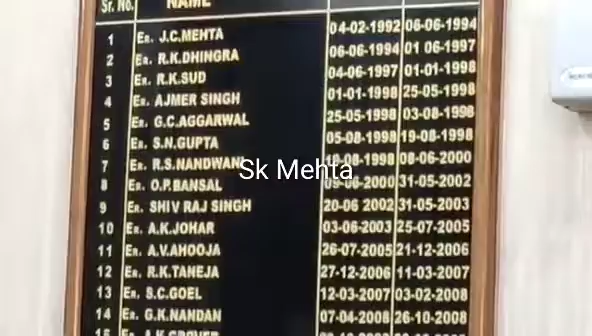 Sr. No. NAME
1 ER. J.C.MEHTA 04-02-1992 06-06-1994
2 ER. R.K.DHINGRA 06-06-1994 01 06-1997
3 ER. R.K.SUD 04-06-1997 01-01-1998
4 ER. AJMER SINGH 01-01-1998 25-05-1998
5 ER. G.C.AGGARWAL 25-05-1998 03-08-1998
6 ER. S.N.GUPTA 05-08-1998 19-08-1998
7 ER. R.S.NANDWANI 08-06-2000
Sk Mehta
8 ER. O.P.BANSAL 09-06-2000 31-05-2002
9 ER. SHIV RAJ SINGH 20-06 2002 31-05-2003
10 ER. A.K.JOHAR 03-06-2003 25-07-2005
11 ER. A.V.AHOOJA 26-07-2005 21-12-2006
12 ER. R.K.TANEJA 27-12-2006 11-03-2007
13 ER. S.C.GOEL 12-03-2007 03-02-2008
14 ER. G.K.NANDAN 07-04-2008 26-10-2008